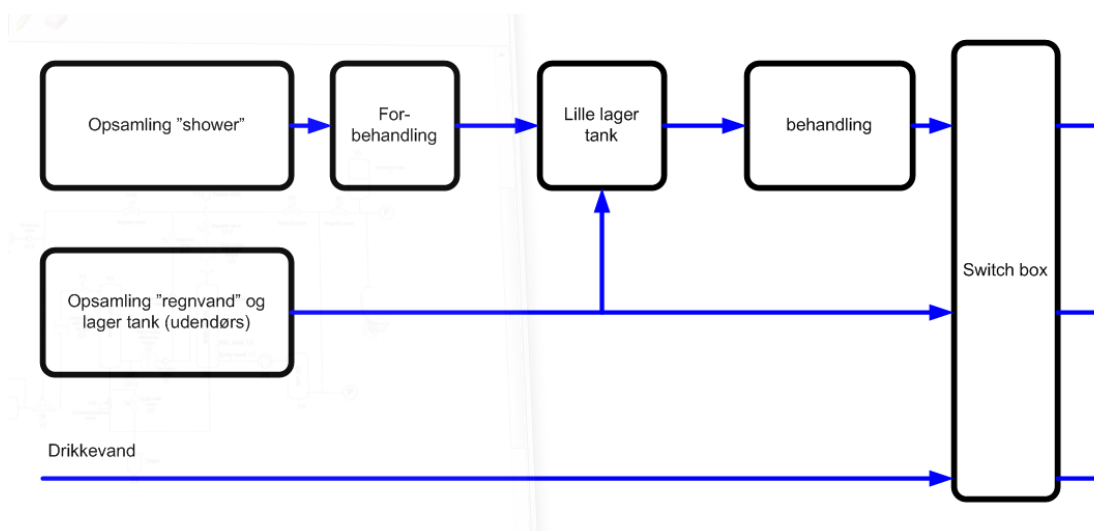 Opsamling ”shower”
For-
behandling
Lille lager
tank
behandling
Switch box
Opsamling ”regnvand” og
lager tank (udendørs)
Drikkevand